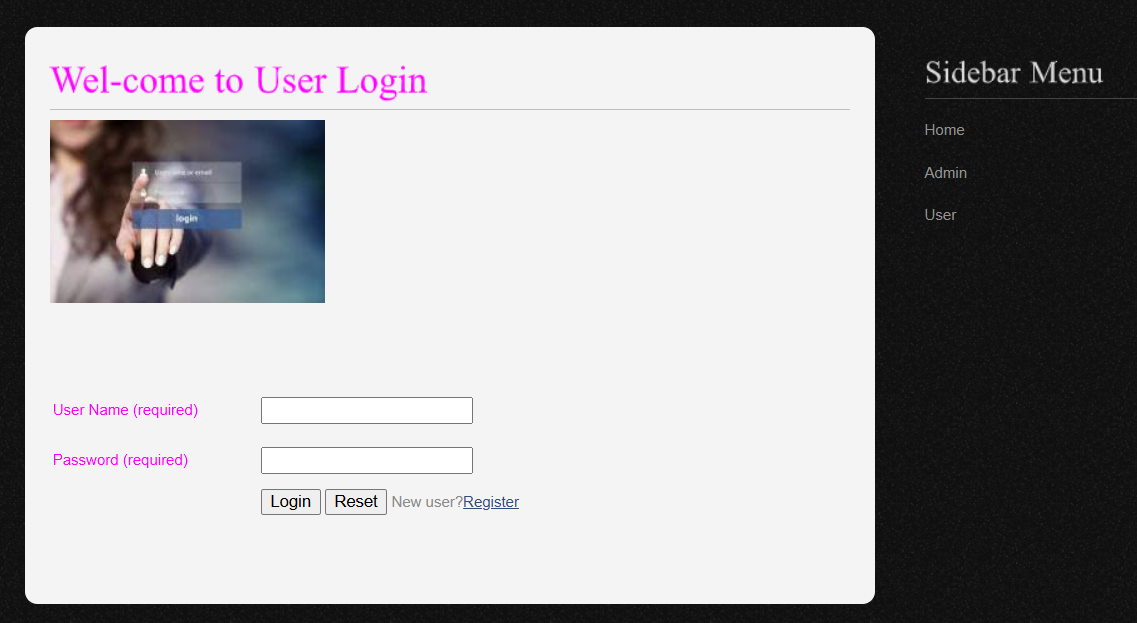 Wel-come to User Login
Sidebar Menu
Home
Admin
User
login
User Name (required)
Password (required)
Login Reset New user?Register